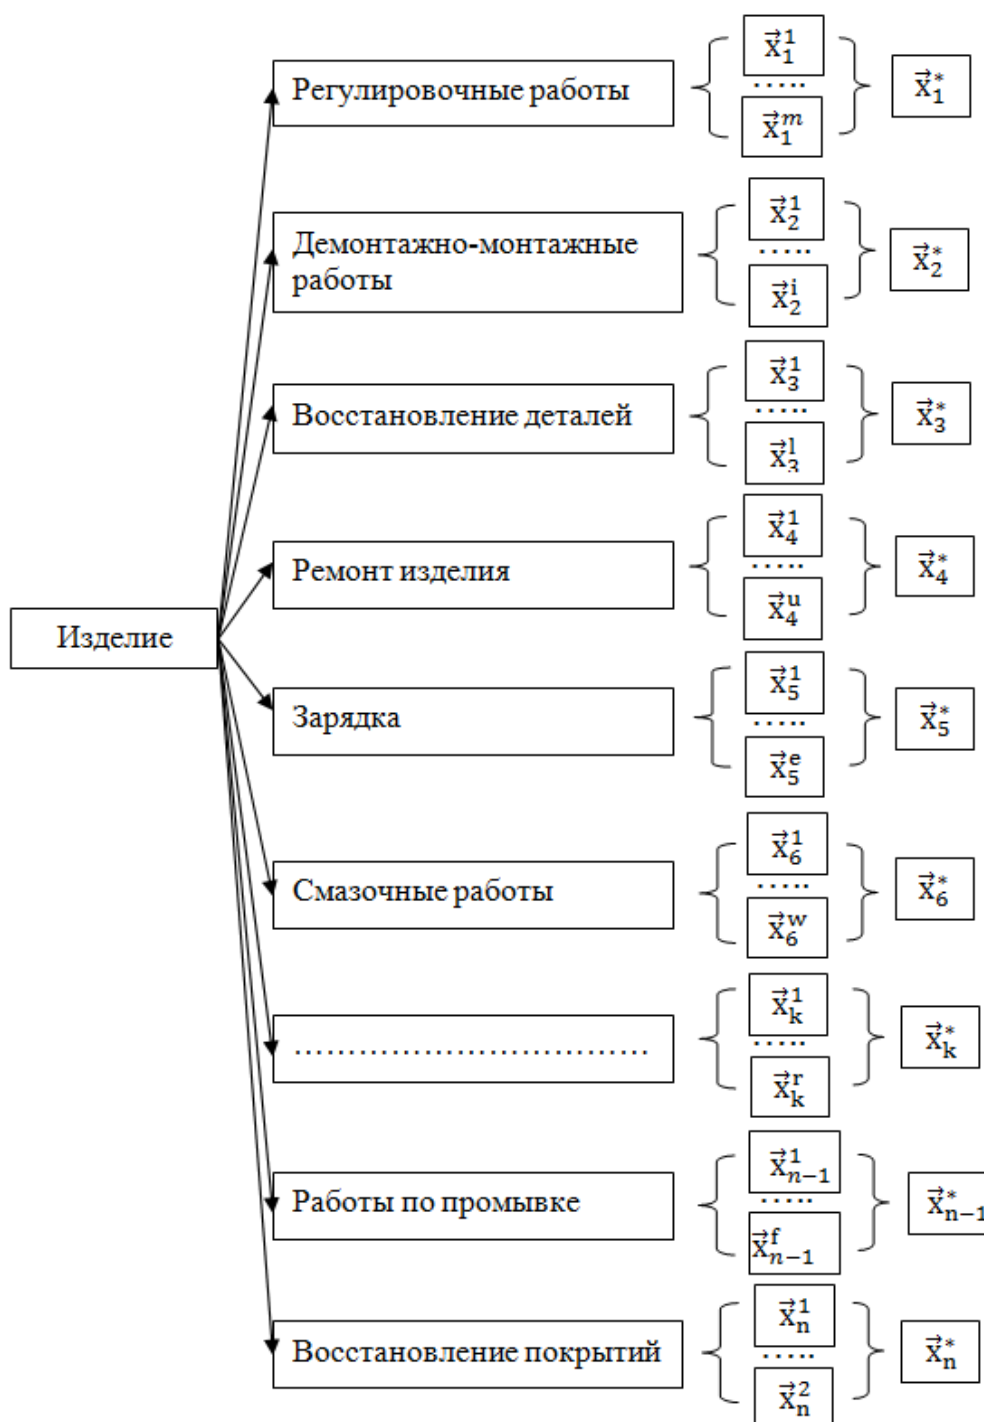 x⃗₁¹
Регулировочные работы
.....
x⃗₁*
x⃗₁ᵐ
x⃗₂¹
Демонтажно-монтажные
работы
.....
x⃗₂*
x⃗₂ⁱ
x⃗₃¹
Восстановление деталей
.....
x⃗₃*
x⃗₃ˡ
x⃗₄¹
Ремонт изделия
.....
x⃗₄*
x⃗₄ᵘ
Изделие
x⃗₅¹
Зарядка
.....
x⃗₅*
x⃗₅ᵉ
x⃗₆¹
Смазочные работы
.....
x⃗₆*
x⃗₆ʷ
x⃗ₖ¹
.................................
.....
x⃗ₖ*
x⃗ₖʳ
x⃗ₙ₋₁¹
Работы по промывке
.....
x⃗ₙ₋₁*
x⃗ₙ₋₁ᶠ
x⃗ₙ¹
Восстановление покрытий
.....
x⃗ₙ*
x⃗ₙ²